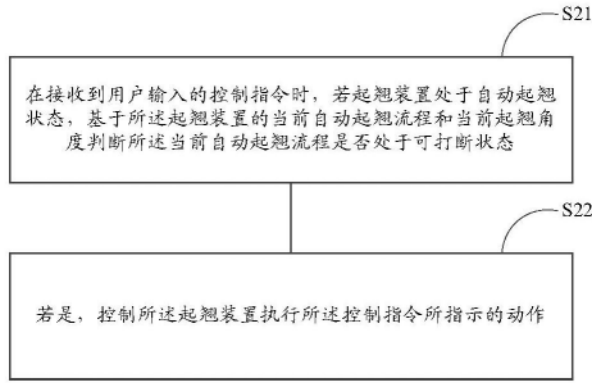 S21
在接收到用户输入的控制指令时，若起翘装置处于自动起翘
状态，基于所述起翘装置的当前自动起翘流程和当前起翘角
度判断所述当前自动起翘流程是否处于可打断状态
S22
若是，控制所述起翘装置执行所述控制指令所指示的动作